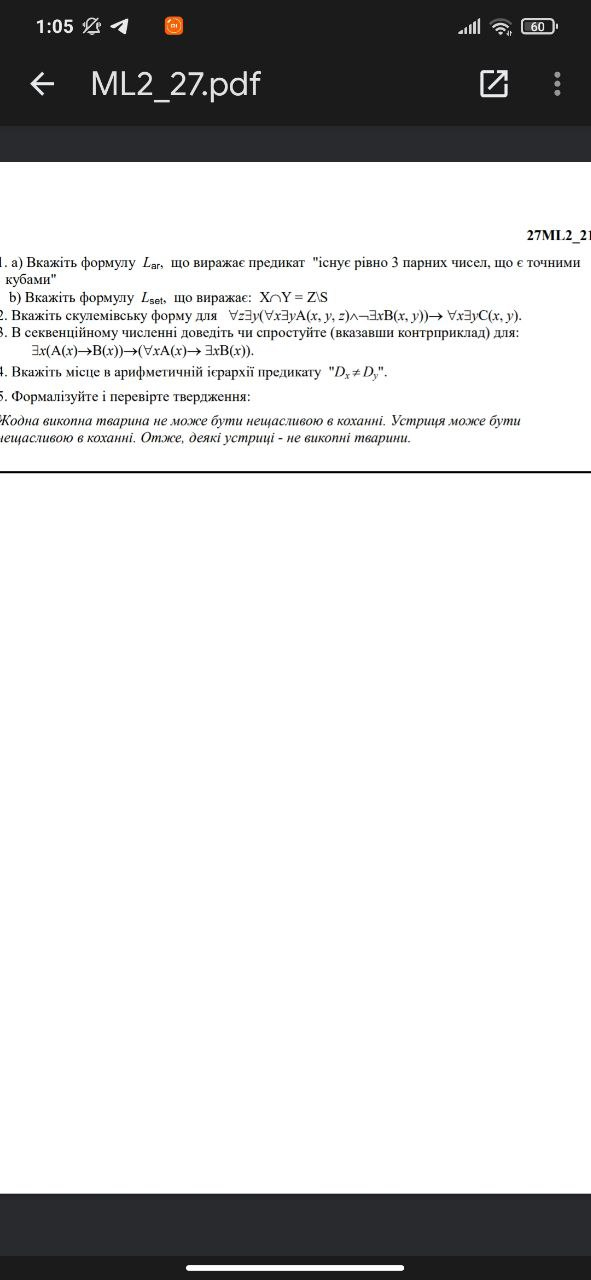 1:05
60
ML2_27.pdf
27ML2_21
1. a) Вкажіть формулу Lar, що виражає предикат "існує рівно 3 парних чисел, що є точними
кубами"
b) Вкажіть формулу Lset, що виражає: X∩Y = Z\S
2. Вкажіть скулемівську форму для ∀z∃y(∀x∃yA(x, y, z)∧¬∃xB(x, y))→ ∀x∃yC(x, y).
3. В секвенційному численні доведіть чи спростуйте (вказавши контрприклад) для:
∃x(A(x)→B(x))→(∀xA(x)→ ∃xB(x)).
4. Вкажіть місце в арифметичній ієрархії предикату "Dx ≠ Dy".
5. Формалізуйте і перевірте твердження:
Жодна викопна тварина не може бути нещасливою в коханні. Устриця може бути
нещасливою в коханні. Отже, деякі устриці - не викопні тварини.